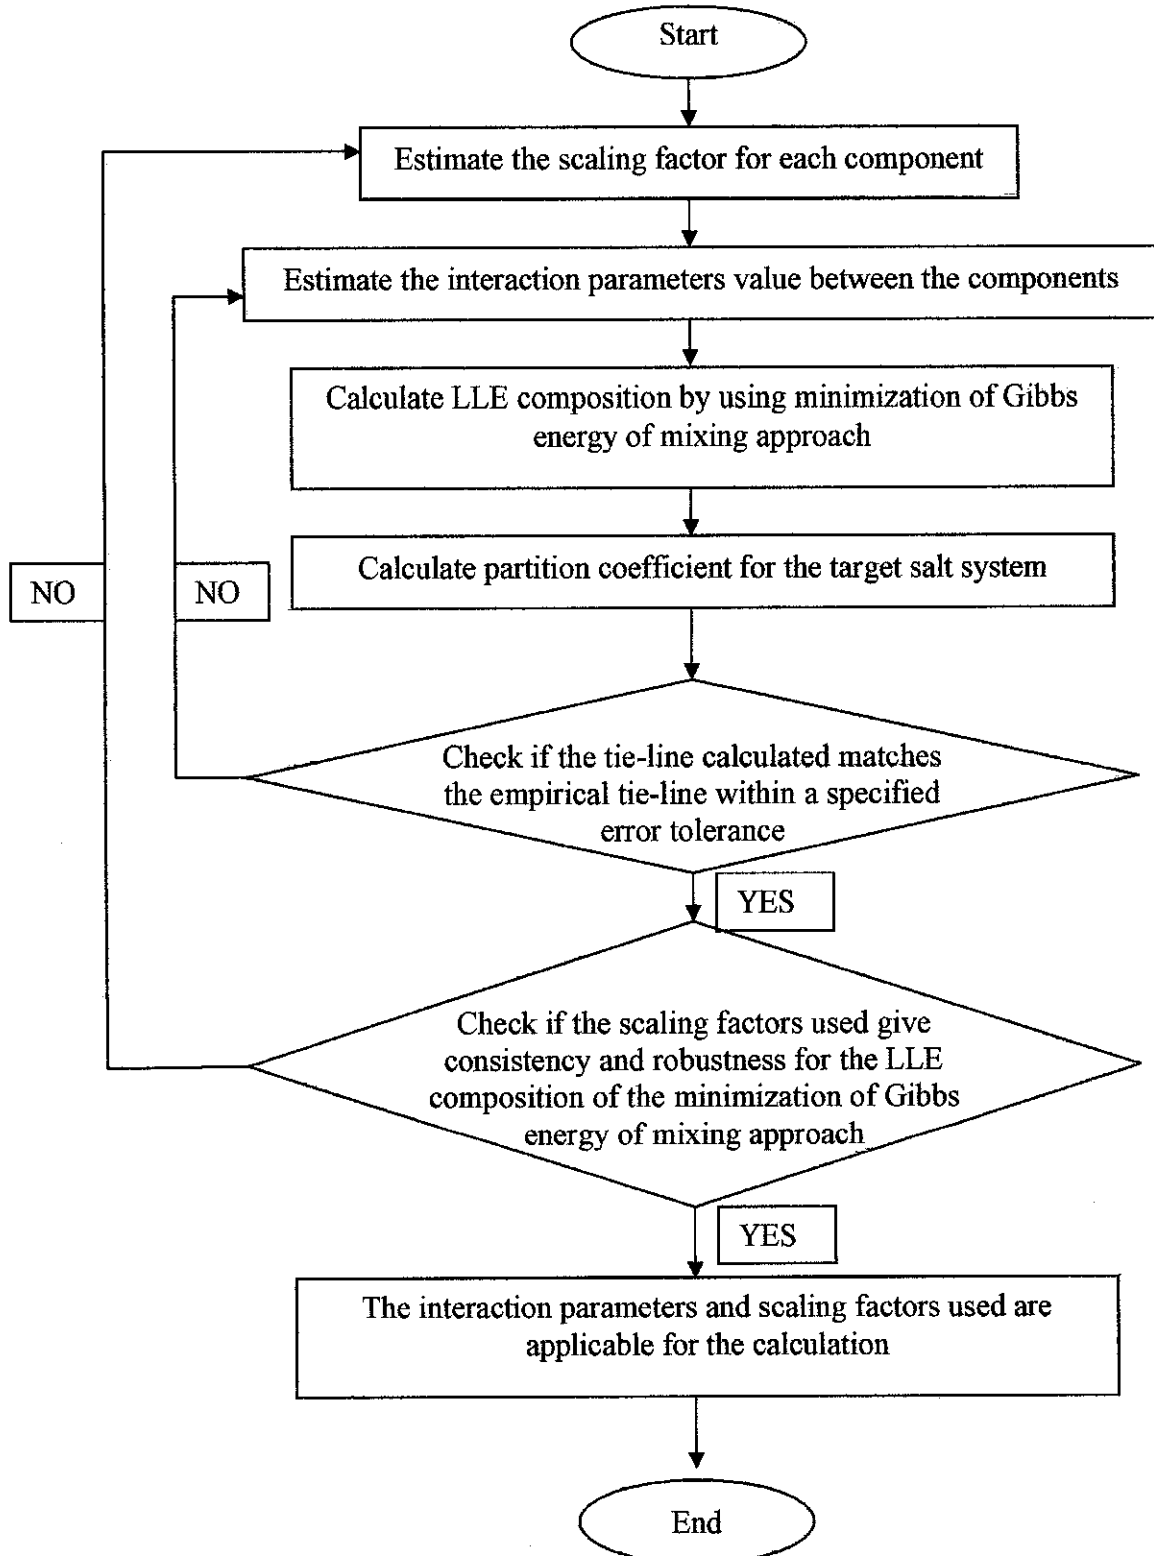 Start
Estimate the scaling factor for each component
Estimate the interaction parameters value between the components
Calculate LLE composition by using minimization of Gibbs
energy of mixing approach
Calculate partition coefficient for the target salt system
NO
NO
Check if the tie-line calculated matches
the empirical tie-line within a specified
error tolerance
YES
Check if the scaling factors used give
consistency and robustness for the LLE
composition of the minimization of Gibbs
energy of mixing approach
YES
The interaction parameters and scaling factors used are
applicable for the calculation
End